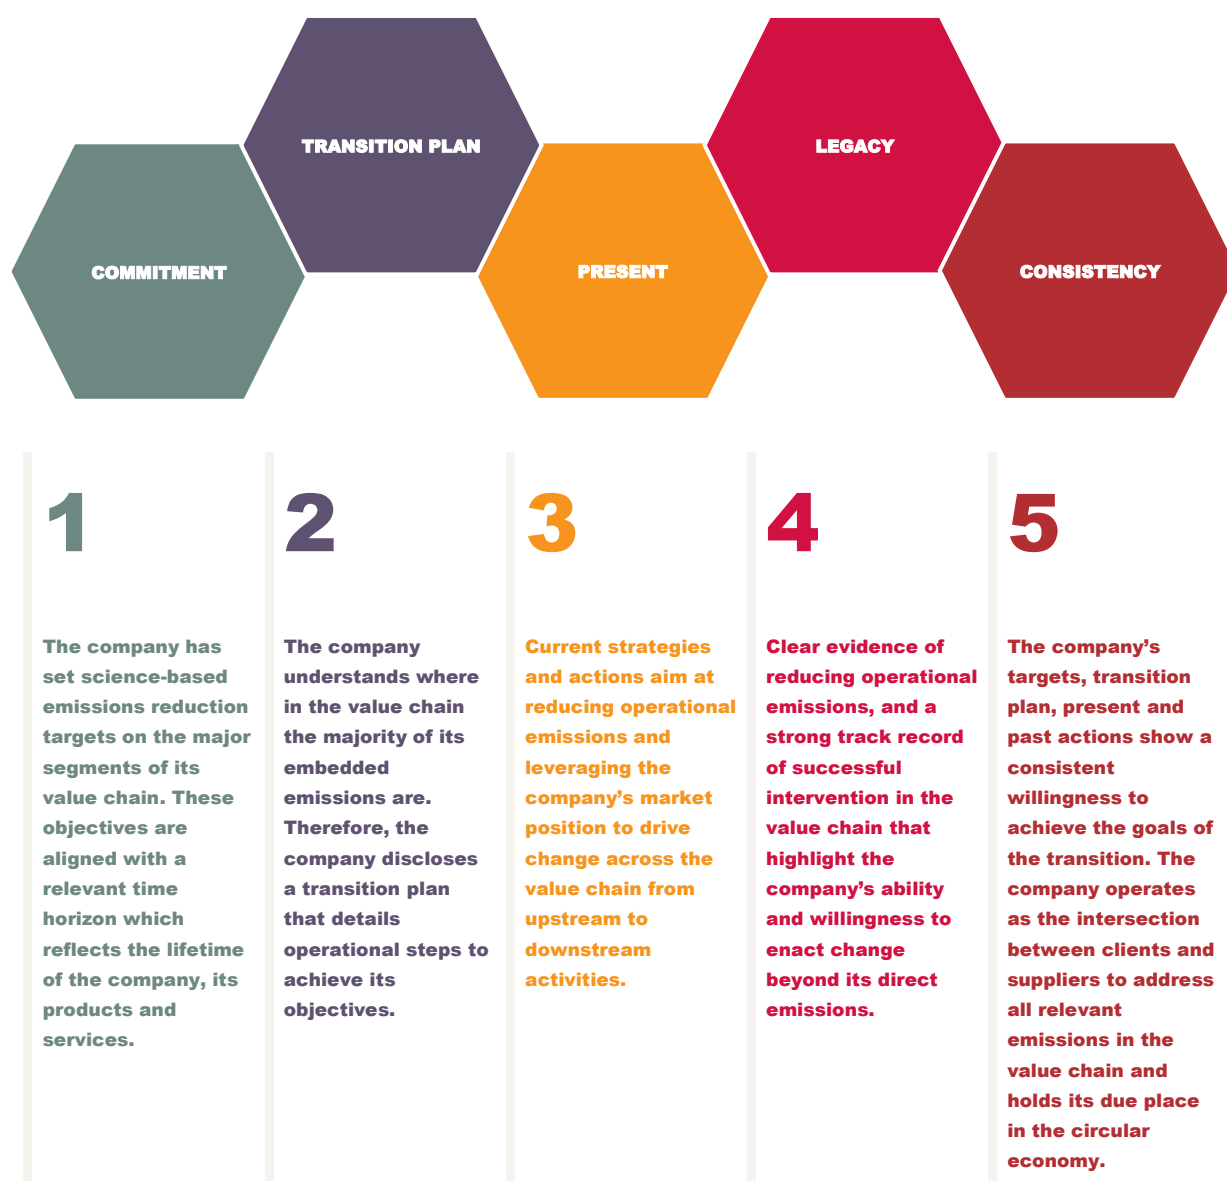 TRANSITION PLAN
LEGACY
COMMITMENT
PRESENT
CONSISTENCY
1
The company has
set science-based
emissions reduction
targets on the major
segments of its
value chain. These
objectives are
aligned with a
relevant time
horizon which
reflects the lifetime
of the company, its
products and
services.
2
The company
understands where
in the value chain
the majority of its
embedded
emissions are.
Therefore, the
company discloses
a transition plan
that details
operational steps to
achieve its
objectives.
3
Current strategies
and actions aim at
reducing operational
emissions and
leveraging the
company’s market
position to drive
change across the
value chain from
upstream to
downstream
activities.
4
Clear evidence of
reducing operational
emissions, and a
strong track record
of successful
intervention in the
value chain that
highlight the
company’s ability
and willingness to
enact change
beyond its direct
emissions.
5
The company’s
targets, transition
plan, present and
past actions show a
consistent
willingness to
achieve the goals of
the transition. The
company operates
as the intersection
between clients and
suppliers to address
all relevant
emissions in the
value chain and
holds its due place
in the circular
economy.